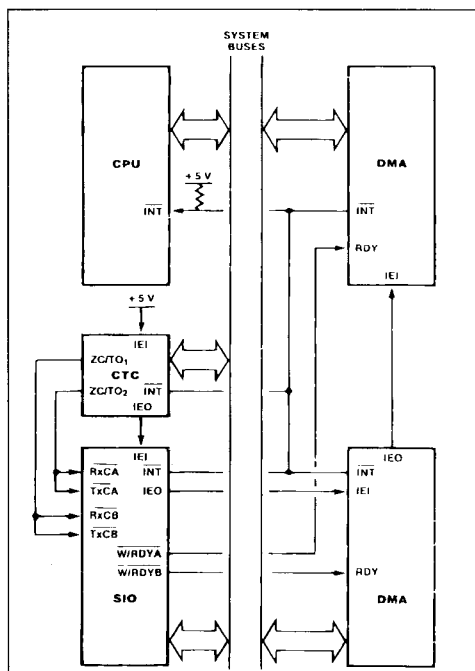 SYSTEM
BUSES
CPU
DMA
+5 V
INT
INT
RDY
IEI
+5 V
IEI
ZC/TO1
CTC
ZC/TO2
INT
IEO
IEI
IEO
RxCA
INT
INT
TxCA
IEO
IEI
RxCB
TxCB
W/RDYA
W/RDYB
RDY
SIO
DMA